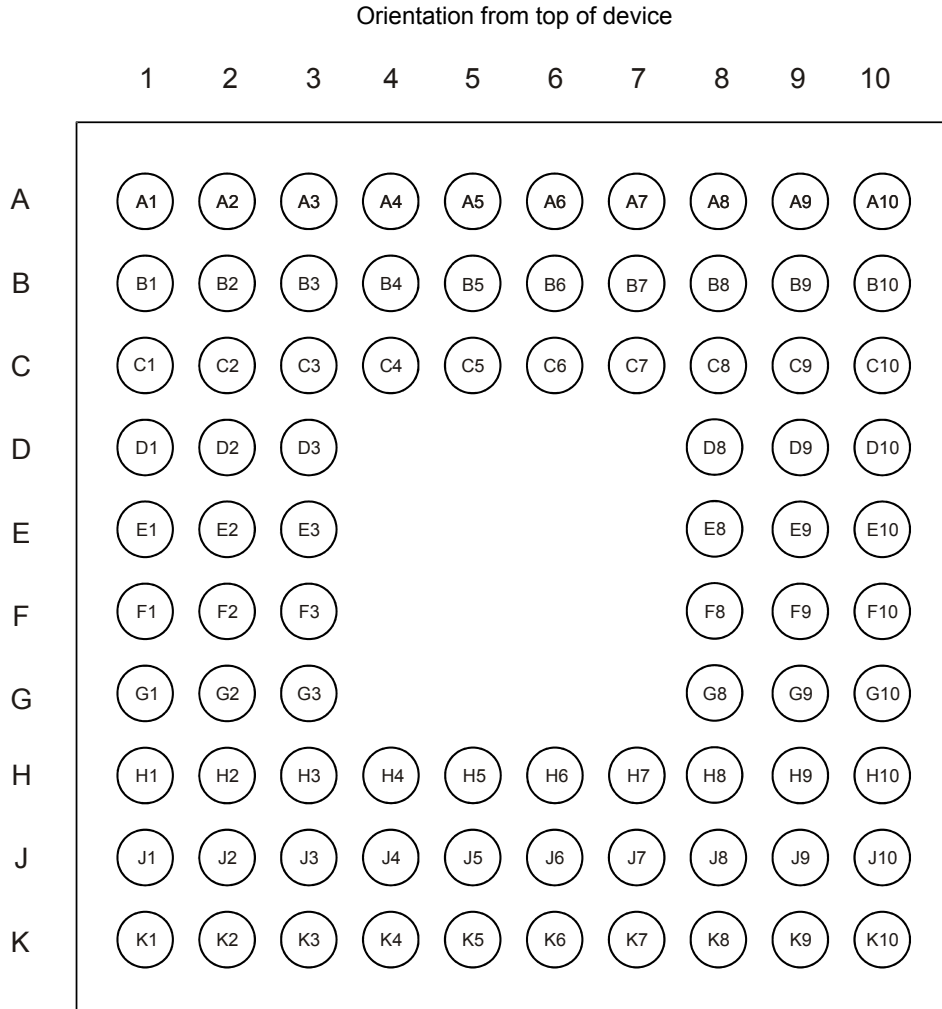 Orientation from top of device
1 2 3 4 5 6 7 8 9 10
A A1 A2 A3 A4 A5 A6 A7 A8 A9 A10
B B1 B2 B3 B4 B5 B6 B7 B8 B9 B10
C C1 C2 C3 C4 C5 C6 C7 C8 C9 C10
D D1 D2 D3 D8 D9 D10
E E1 E2 E3 E8 E9 E10
F F1 F2 F3 F8 F9 F10
G G1 G2 G3 G8 G9 G10
H H1 H2 H3 H4 H5 H6 H7 H8 H9 H10
J J1 J2 J3 J4 J5 J6 J7 J8 J9 J10
K K1 K2 K3 K4 K5 K6 K7 K8 K9 K10